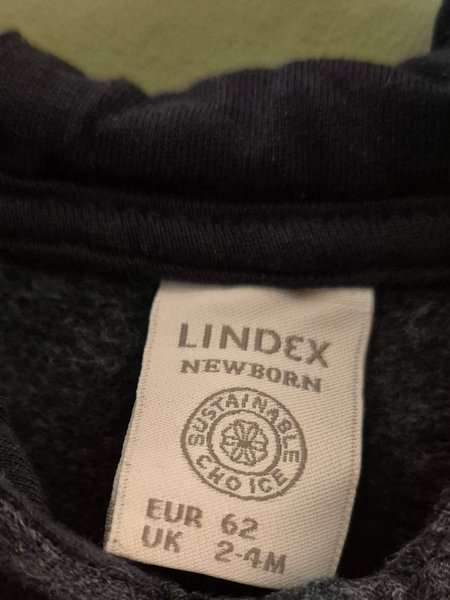 LINDEX
NEWBORN
SUSTAINABLE
CHOICE
EUR 62
UK 2-4M